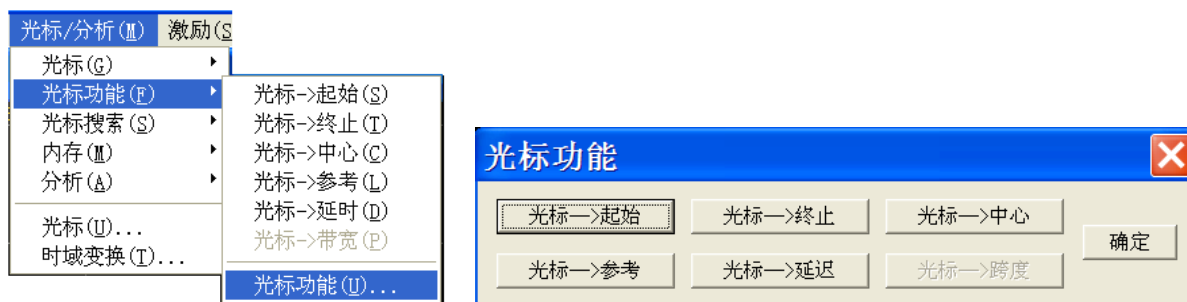 光标/分析(M) 激励(S
光标(G)
光标功能(F)
光标搜索(S)
内存(M)
分析(A)
光标(U)...
时域变换(T)...
光标->起始(S)
光标->终止(T)
光标->中心(C)
光标->参考(L)
光标->延时(D)
光标->带宽(P)
光标功能(U)...
光标功能
光标—>起始 光标—>终止 光标—>中心
确定
光标—>参考 光标—>延迟 光标—>跨度